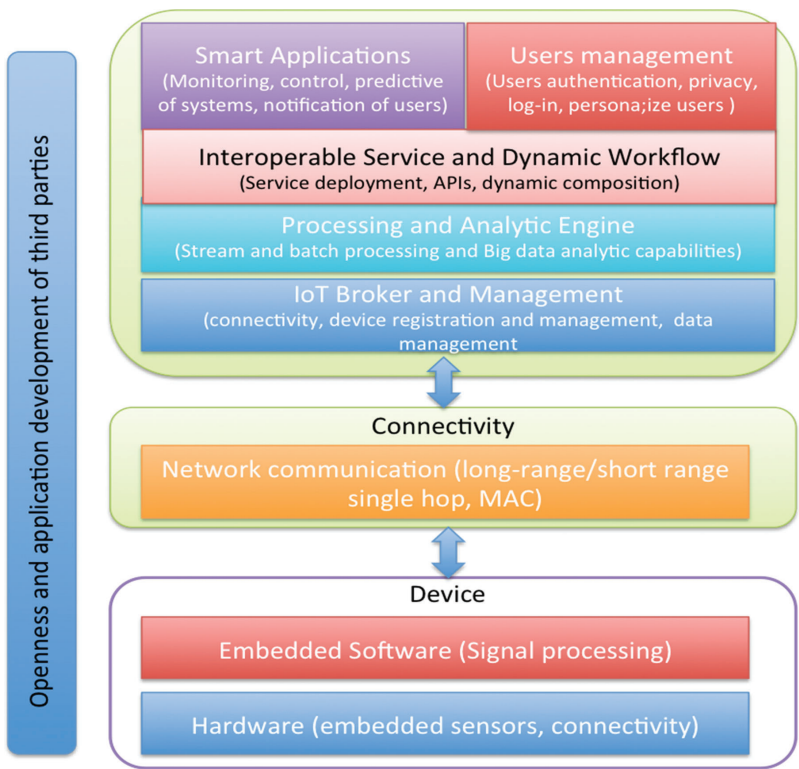 Openness and application development of third parties
Smart Applications
(Monitoring, control, predictive
of systems, notification of users)
Users management
(Users authentication, privacy,
log-in, persona;ize users )
Interoperable Service and Dynamic Workflow
(Service deployment, APIs, dynamic composition)
Processing and Analytic Engine
(Stream and batch processing and Big data analytic capabilities)
IoT Broker and Management
(connectivity, device registration and management, data
management
Connectivity
Network communication (long-range/short range
single hop, MAC)
Device
Embedded Software (Signal processing)
Hardware (embedded sensors, connectivity)